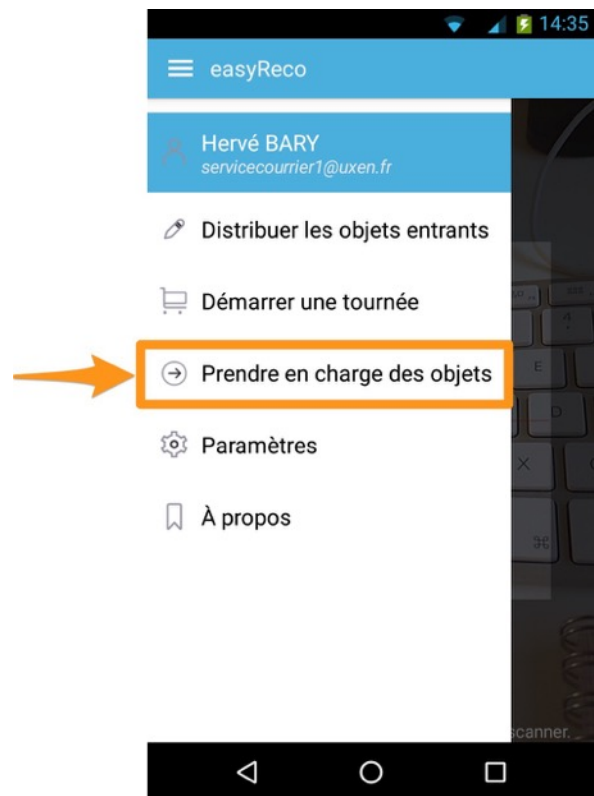 14:35
easyReco
Hervé BARY
servicecourrier1@uxen.fr
Distribuer les objets entrants
Démarrer une tournée
Prendre en charge des objets
Paramètres
À propos
scanner.